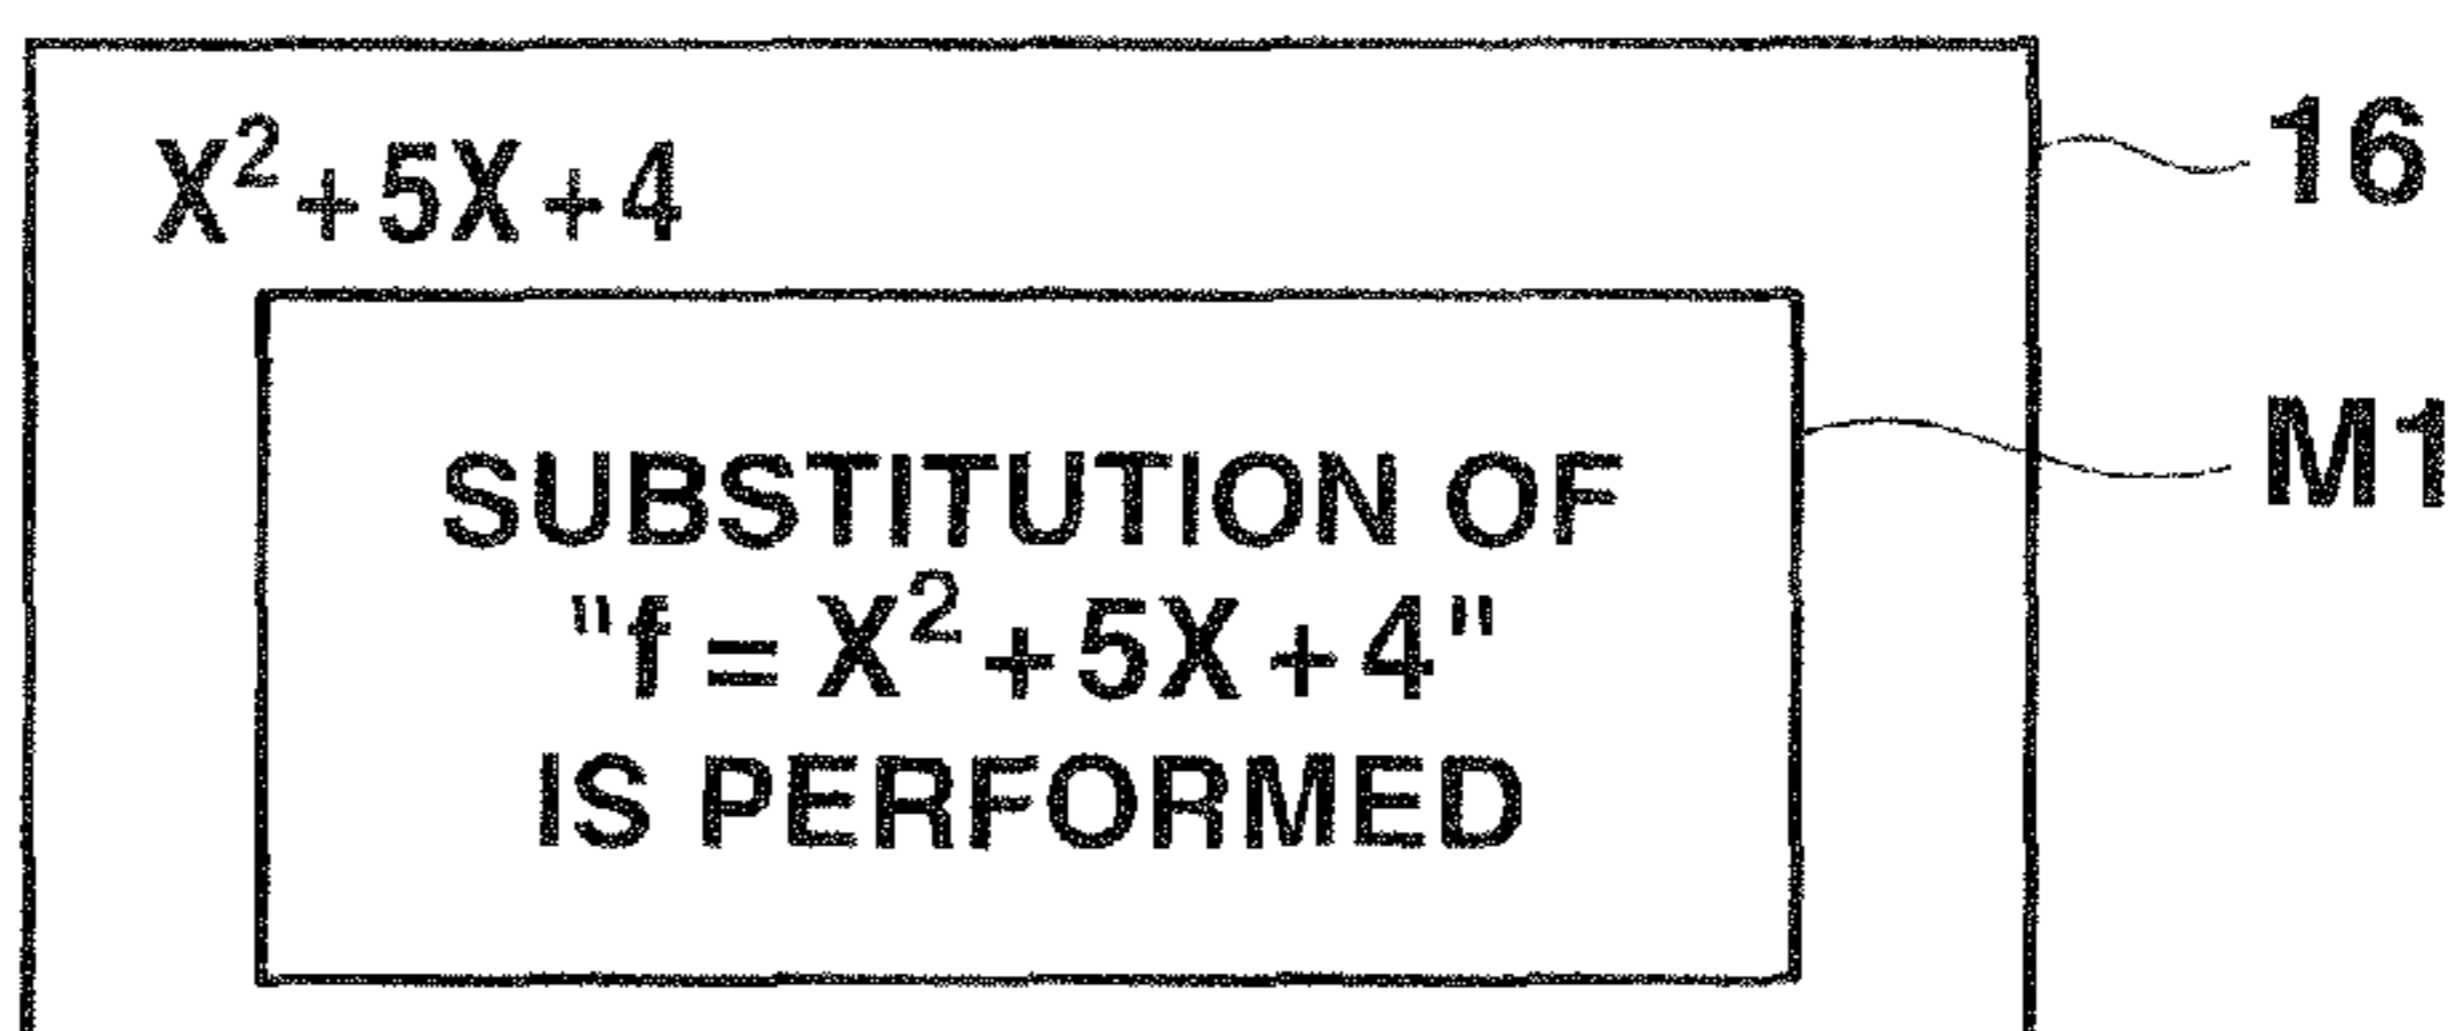 X²+5X+4
16
M1
SUBSTITUTION OF
"f = X²+5X+4"
IS PERFORMED